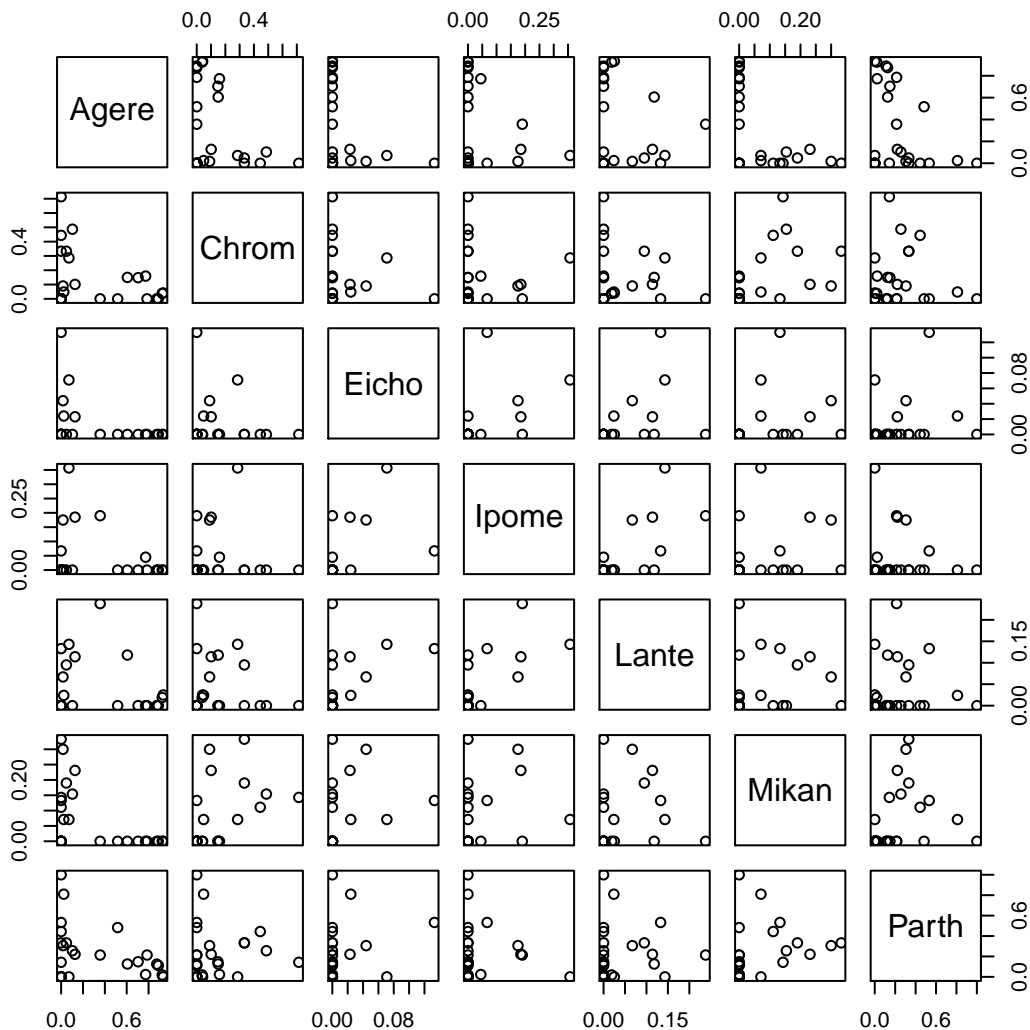 0.0 0.4 0.00 0.25 0.00 0.20
Agere 0.0 0.6
0.0 0.4 Chrom
Eicho 0.00 0.08
0.00 0.25 Ipome
Lante 0.00 0.15
0.00 0.20 Mikan
Parth 0.0 0.6
0.0 0.6 0.00 0.08 0.00 0.15 0.0 0.6